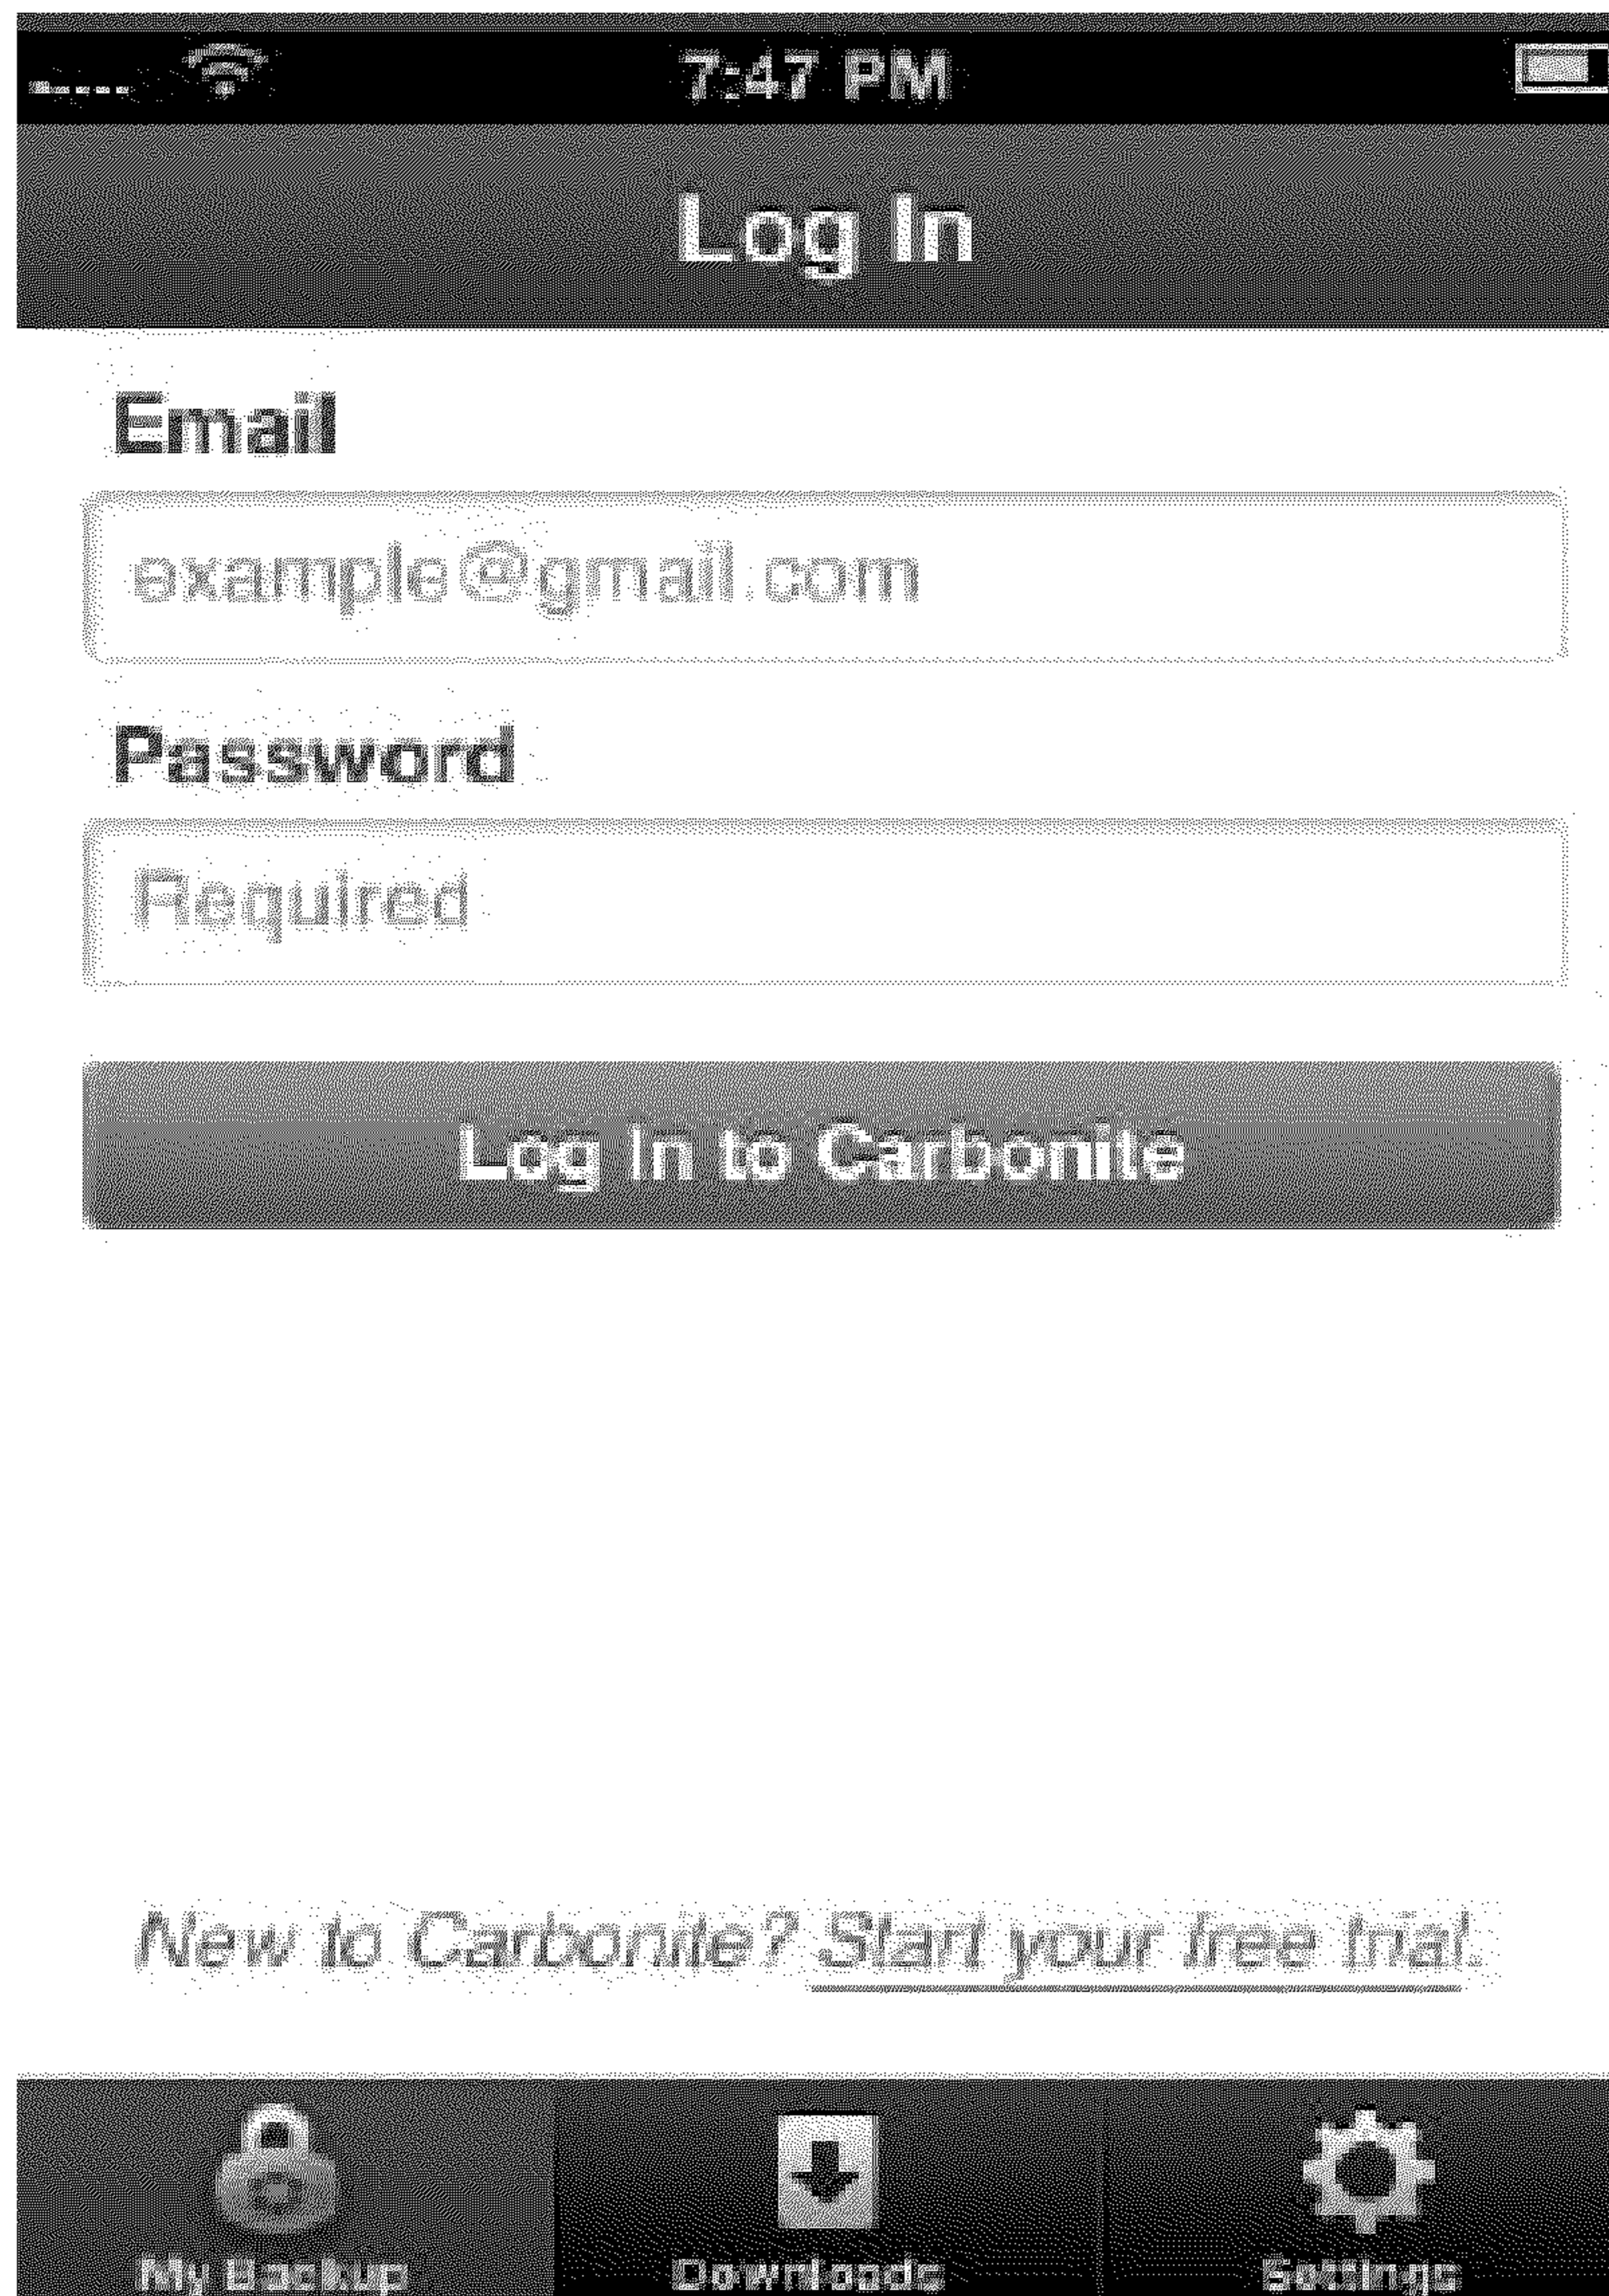 7:47 PM
Log In
Email
example@gmail.com
Password
Required
Log In to Carbonite
New to Carbonite? Start your free trial.
My Backup Downloads Settings